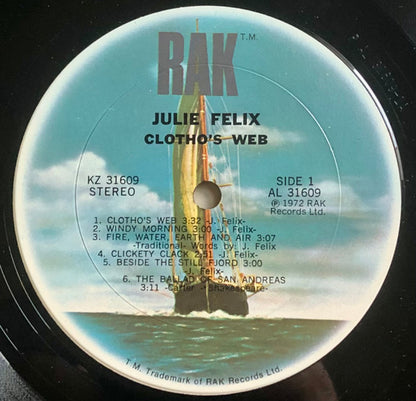 RAK T.M.
JULIE FELIX
CLOTHO'S WEB
KZ 31609
STEREO
SIDE 1
AL 31609
℗ 1972 RAK
Records Ltd.
1. CLOTHO'S WEB 3:32 -J. Felix-
2. WINDY MORNING 3:00 -J. Felix-
3. FIRE, WATER, EARTH AND AIR 3:07
-Traditional- Words by: J. Felix
4. CLICKETY CLACK 2:51 -J. Felix-
5. BESIDE THE STILL FJORD 3:00
-J. Felix-
6. THE BALLAD OF SAN ANDREAS
3:11 -Carter - Shakespeare-
T.M. Trademark of RAK Records Ltd.